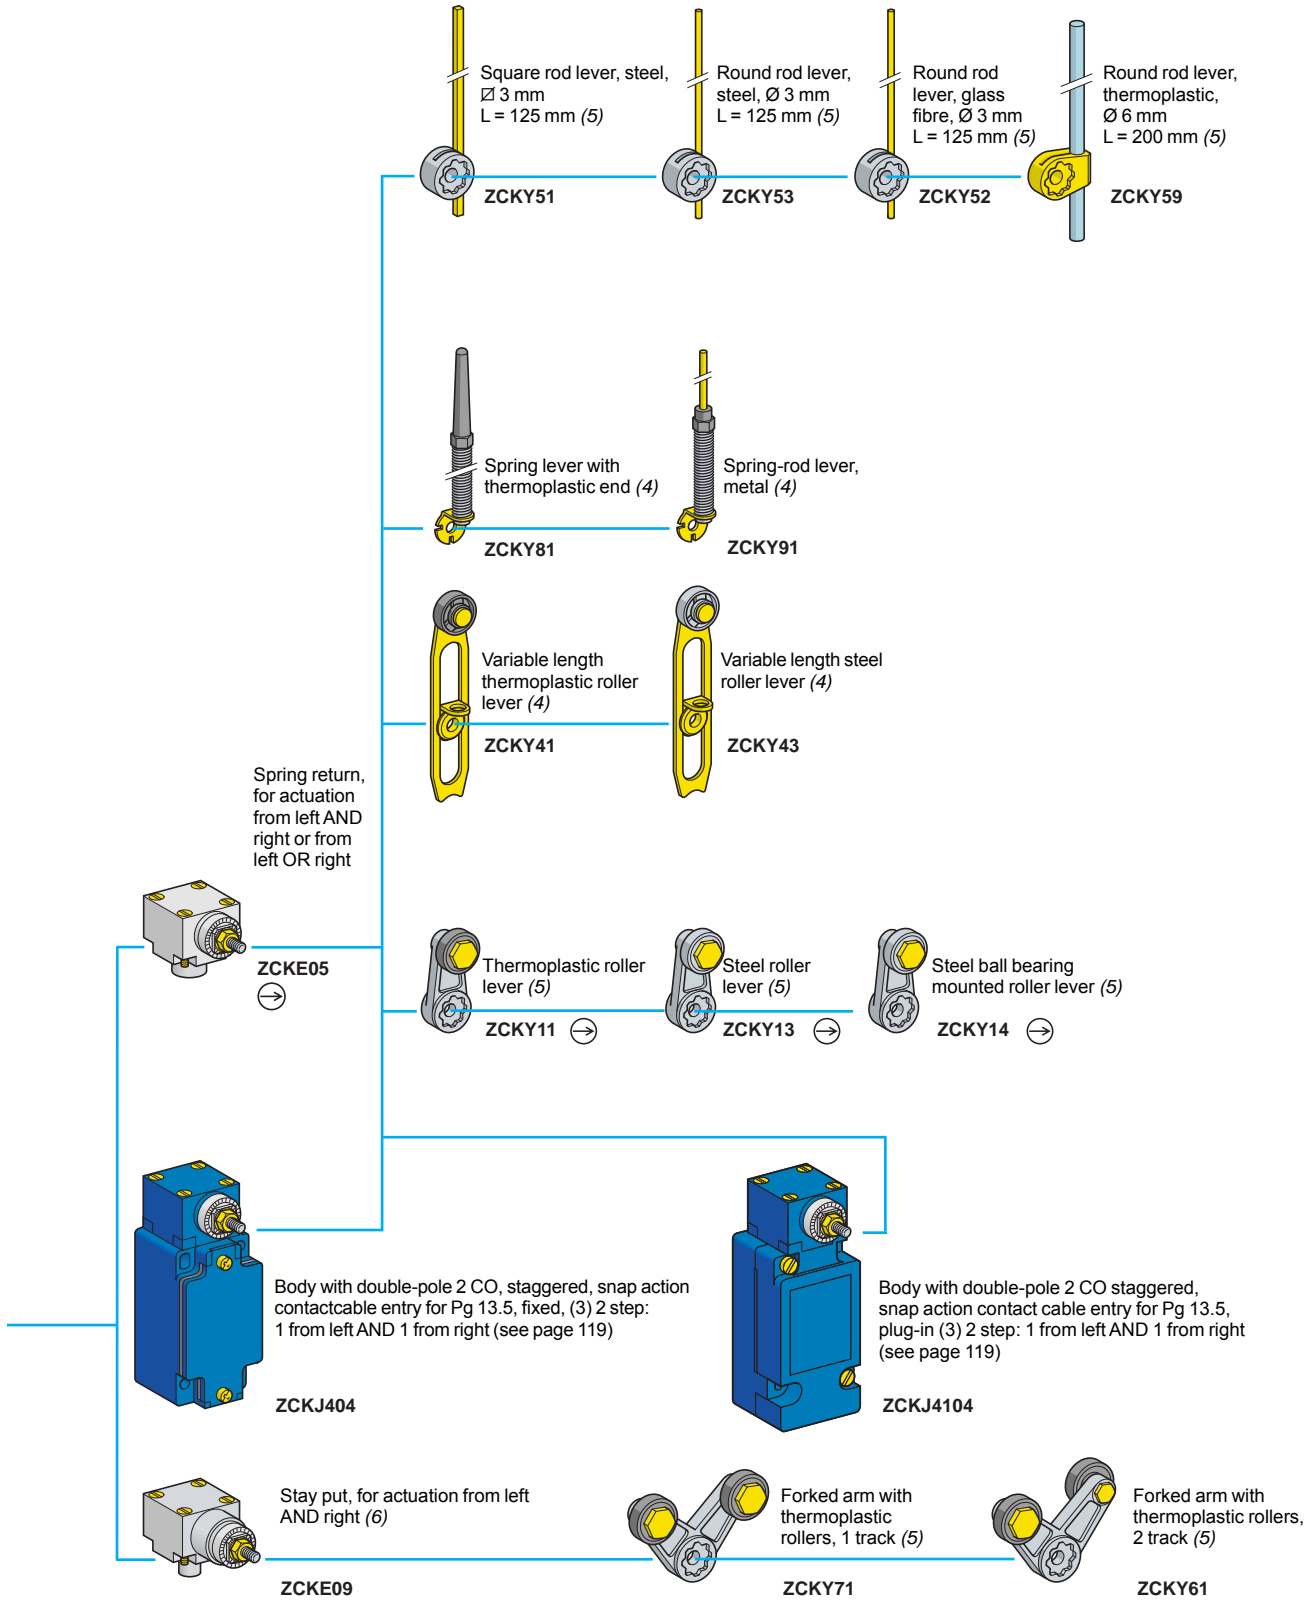 Square rod lever, steel,
⌀ 3 mm
L = 125 mm (5)
ZCKY51
Round rod lever,
steel, Ø 3 mm
L = 125 mm (5)
ZCKY53
Round rod
lever, glass
fibre, Ø 3 mm
L = 125 mm (5)
ZCKY52
Round rod lever,
thermoplastic,
Ø 6 mm
L = 200 mm (5)
ZCKY59
Spring lever with
thermoplastic end (4)
ZCKY81
Spring-rod lever,
metal (4)
ZCKY91
Variable length
thermoplastic roller
lever (4)
ZCKY41
Variable length steel
roller lever (4)
ZCKY43
Spring return,
for actuation
from left AND
right or from
left OR right
ZCKE05
Thermoplastic roller
lever (5)
ZCKY11
Steel roller
lever (5)
ZCKY13
Steel ball bearing
mounted roller lever (5)
ZCKY14
Body with double-pole 2 CO, staggered, snap action
contactcable entry for Pg 13.5, fixed, (3) 2 step:
1 from left AND 1 from right (see page 119)
ZCKJ404
Body with double-pole 2 CO staggered,
snap action contact cable entry for Pg 13.5,
plug-in (3) 2 step: 1 from left AND 1 from right
(see page 119)
ZCKJ4104
Stay put, for actuation from left
AND right (6)
ZCKE09
Forked arm with
thermoplastic
rollers, 1 track (5)
ZCKY71
Forked arm with
thermoplastic rollers,
2 track (5)
ZCKY61